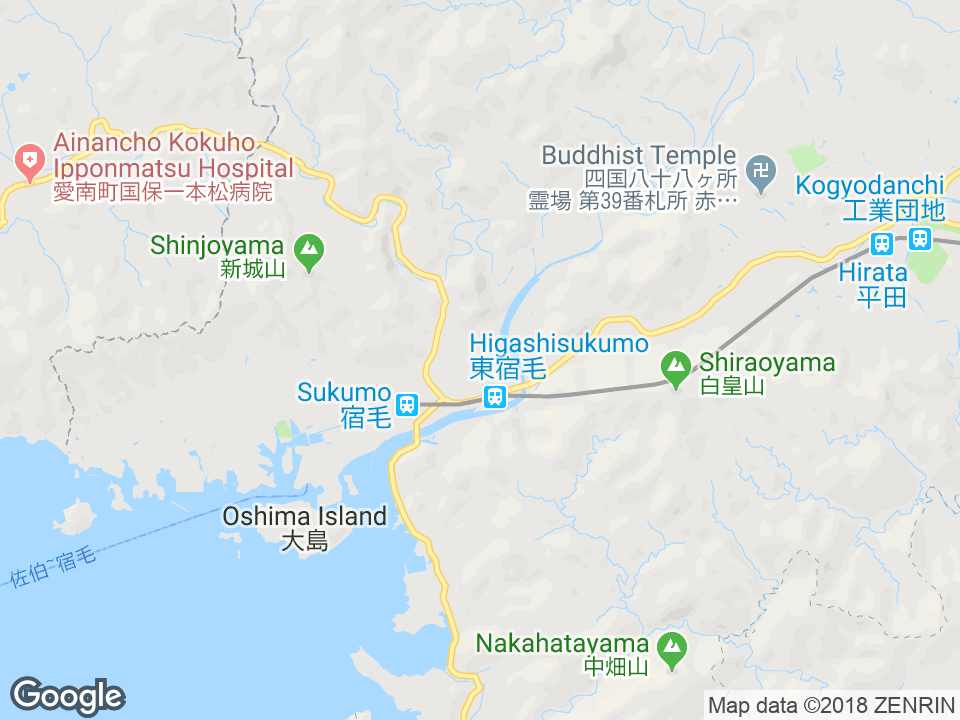 Ainancho Kokuho
Ipponmatsu Hospital
愛南町国保一本松病院
Buddhist Temple
四国八十八ヶ所
霊場 第39番札所 赤…
Kogyodanchi
工業団地
Shinjoyama
新城山
Hirata
平田
Higashisukumo
東宿毛
Shiraoyama
白皇山
Sukumo
宿毛
Oshima Island
大島
佐伯~宿毛
Nakahatayama
中畑山
Google
Map data ©2018 ZENRIN